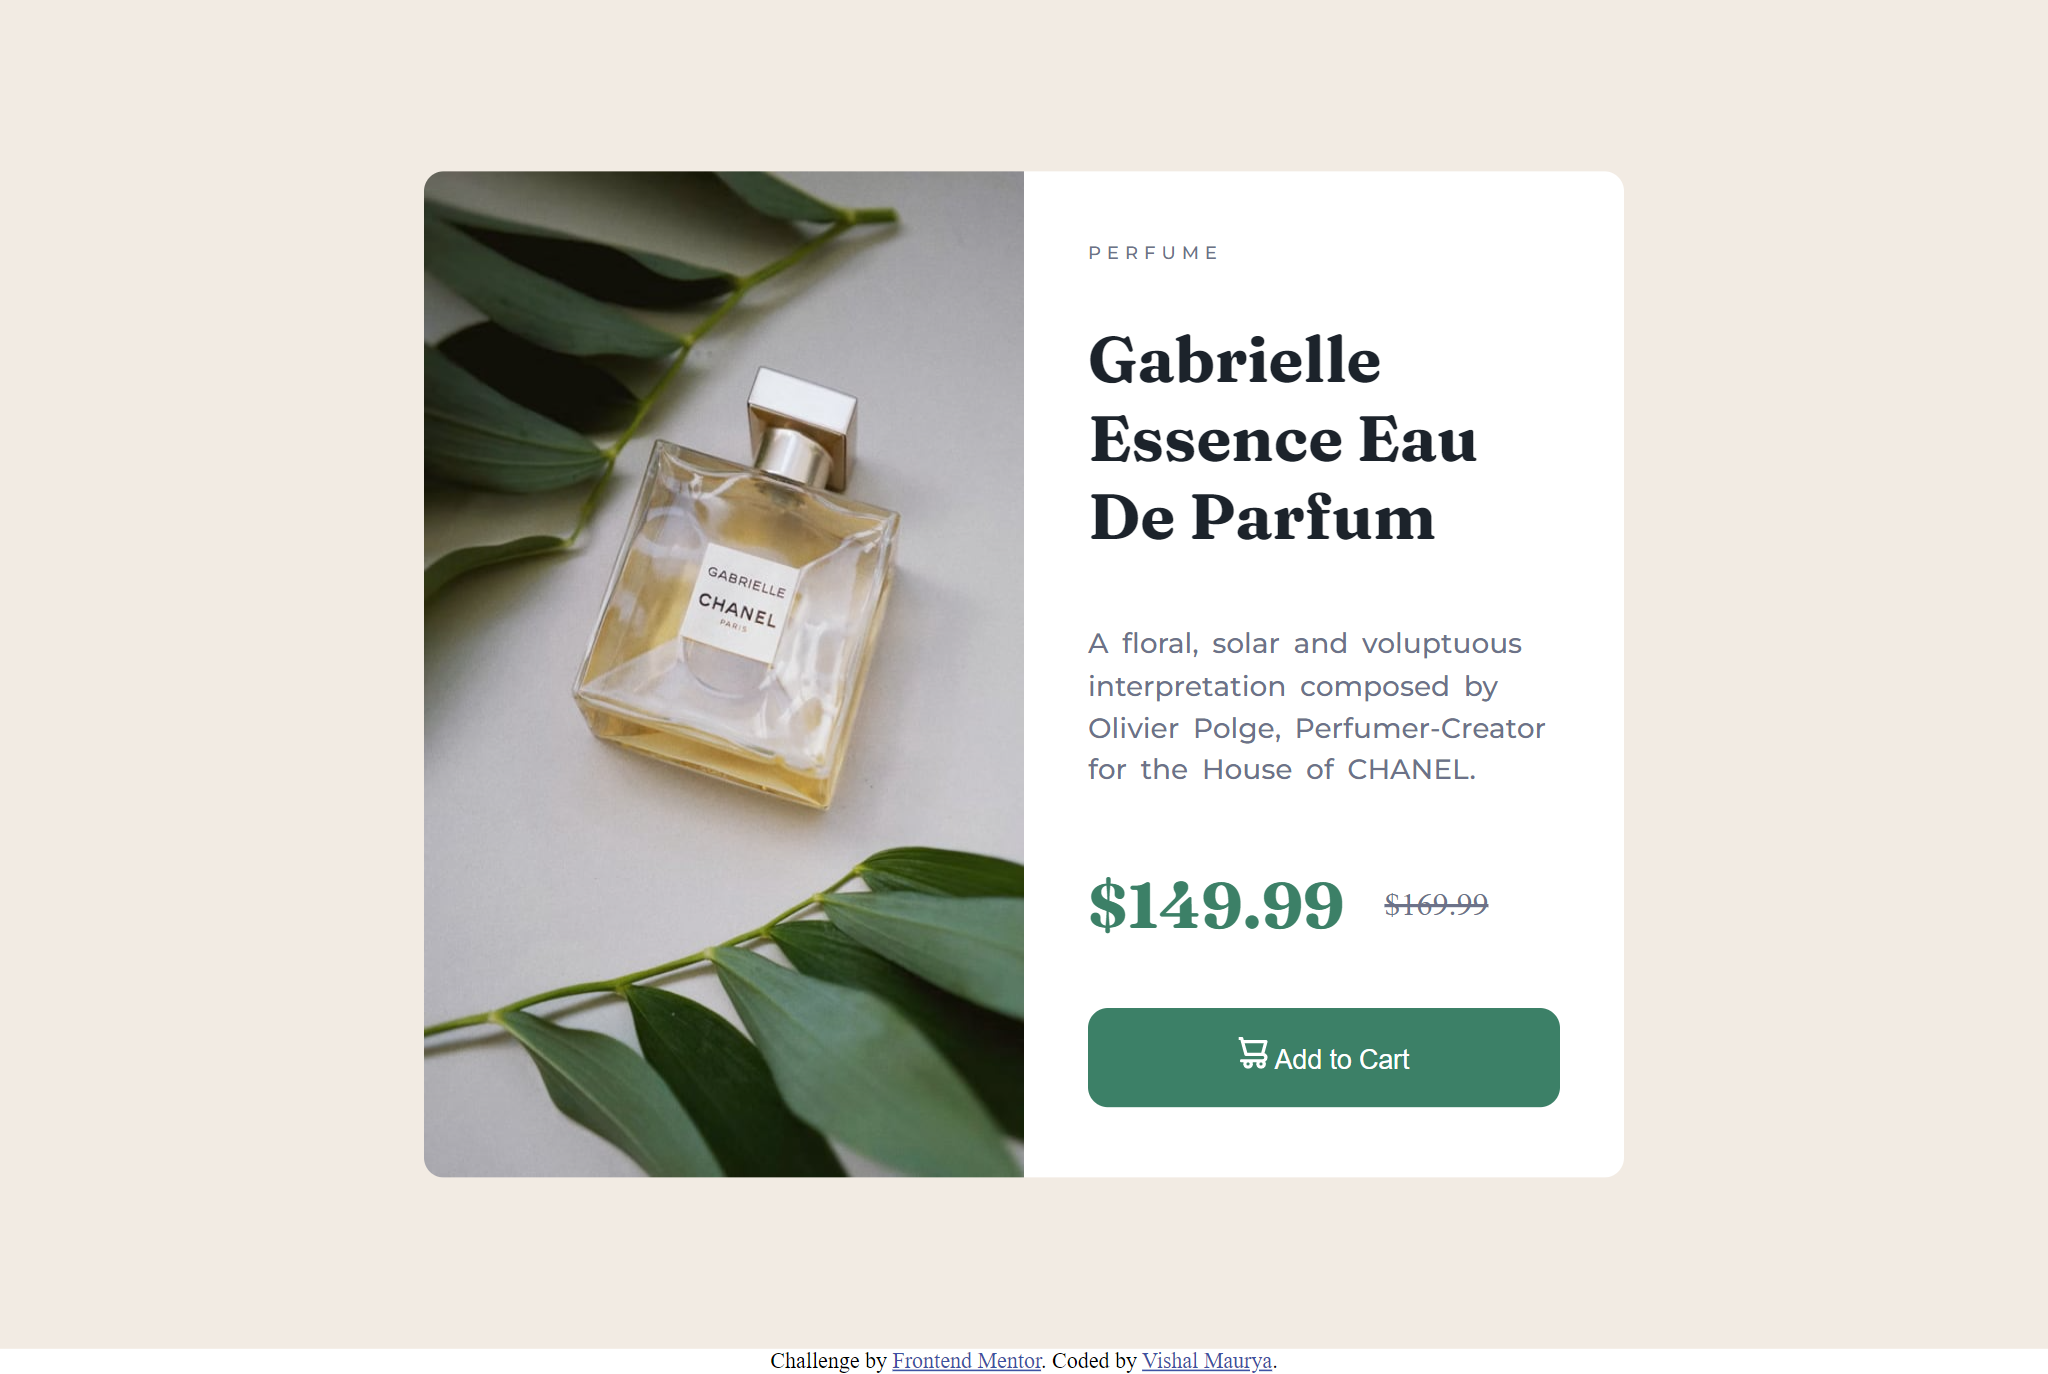 GABRIELLE
CHANEL
PARIS
PERFUME
Gabrielle
Essence Eau
De Parfum
A floral, solar and voluptuous
interpretation composed by
Olivier Polge, Perfumer-Creator
for the House of CHANEL.
$149.99 $169.99
Add to Cart
Challenge by Frontend Mentor. Coded by Vishal Maurya.